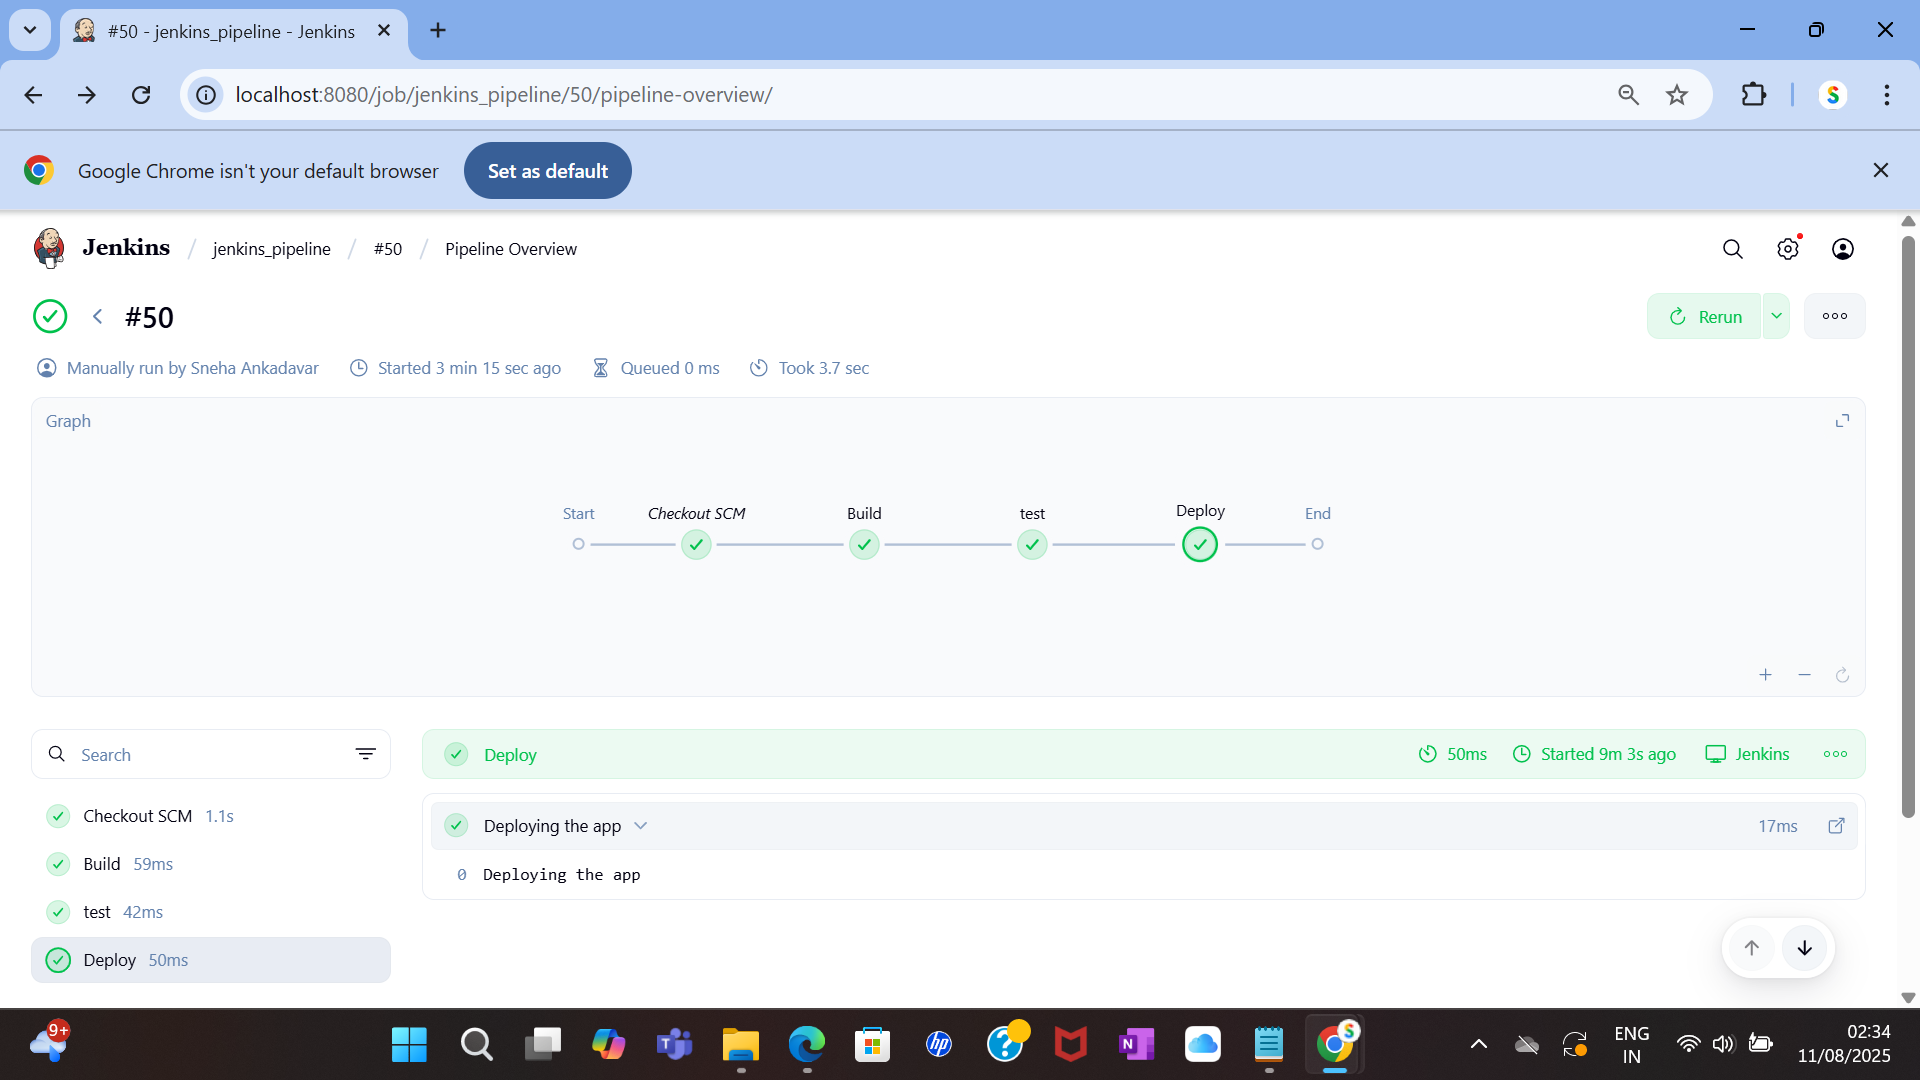 #50 - jenkins_pipeline - Jenkins
localhost:8080/job/jenkins_pipeline/50/pipeline-overview/
S
Google Chrome isn't your default browser
Set as default
Jenkins / jenkins_pipeline / #50 / Pipeline Overview
#50
Rerun
Manually run by Sneha Ankadavar
Started 3 min 15 sec ago
Queued 0 ms
Took 3.7 sec
Graph
Start
Checkout SCM
Build
test
Deploy
End
Search
Checkout SCM 1.1s
Build 59ms
test 42ms
Deploy 50ms
Deploy
50ms
Started 9m 3s ago
Jenkins
Deploying the app
17ms
0 Deploying the app
9+
T
hp
?
N
S
ENG
IN
02:34
11/08/2025